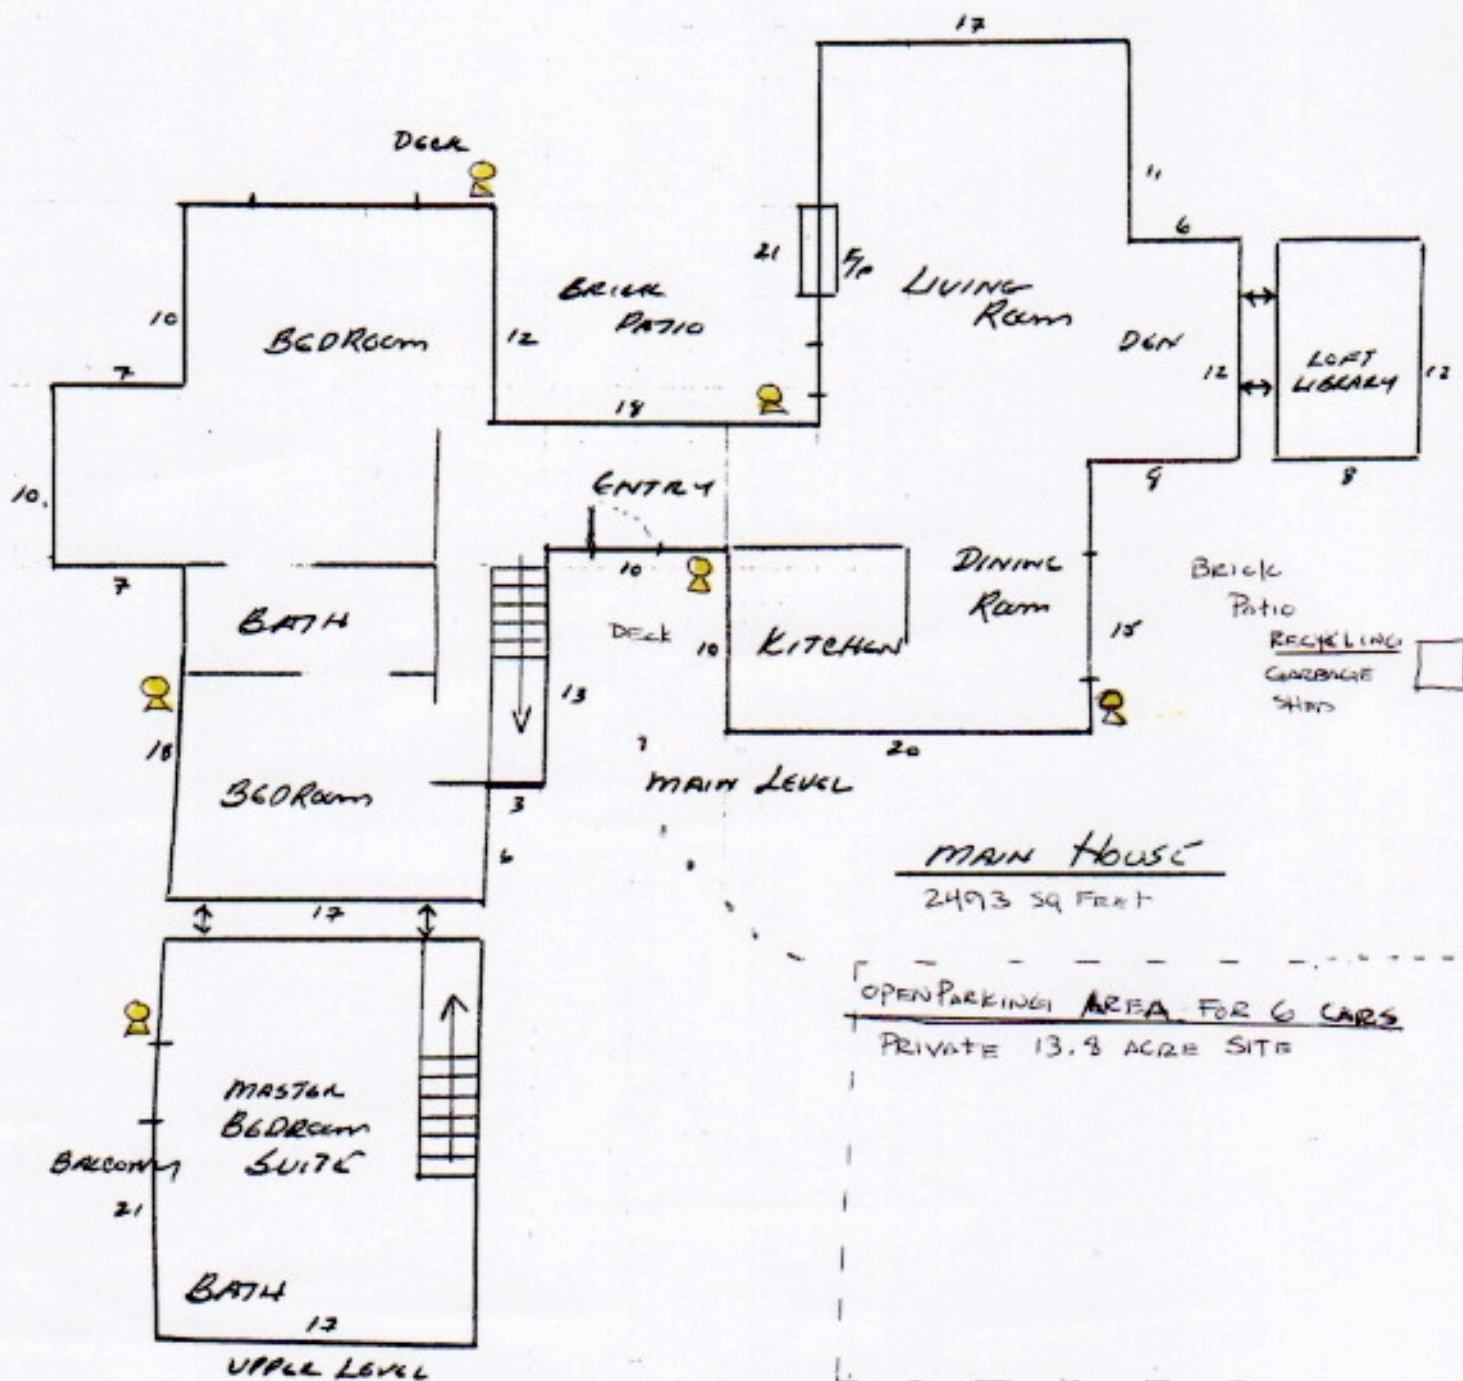 17
DECK
11
6
21
F/P
BRICK
PATIO
LIVING
ROOM
10
BEDROOM
12
DEN
12
LOFT
LIBRARY
12
7
18
10.
ENTRY
9
8
7
10
DINING
ROOM
BRICK
Patio
BATH
DECK
10
KITCHEN
15
RECYCLING
GARBAGE
SHED
13
18
20
BEDROOM
3
MAIN LEVEL
6
MAIN HOUSE
2493 SQ FEET
17
OPEN PARKING AREA FOR 6 CARS
PRIVATE 13.8 ACRE SITE
MASTER
BEDROOM
SUITE
BALCONY
21
BATH
17
UPPER LEVEL